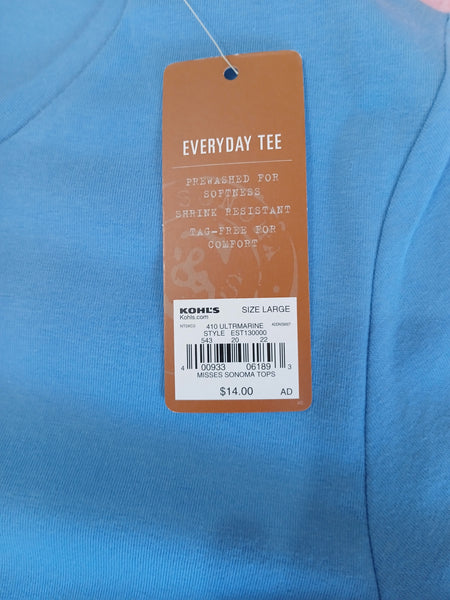 EVERYDAY TEE
PREWASHED FOR
SOFTNESS
SHRINK RESISTANT
TAG-FREE FOR
COMFORT
KOHL'S SIZE LARGE
Kohls.com
410 ULTRMARINE
STYLE EST130000
543 20 22
4 00933 06189 3
MISSES SONOMA TOPS
$14.00 AD